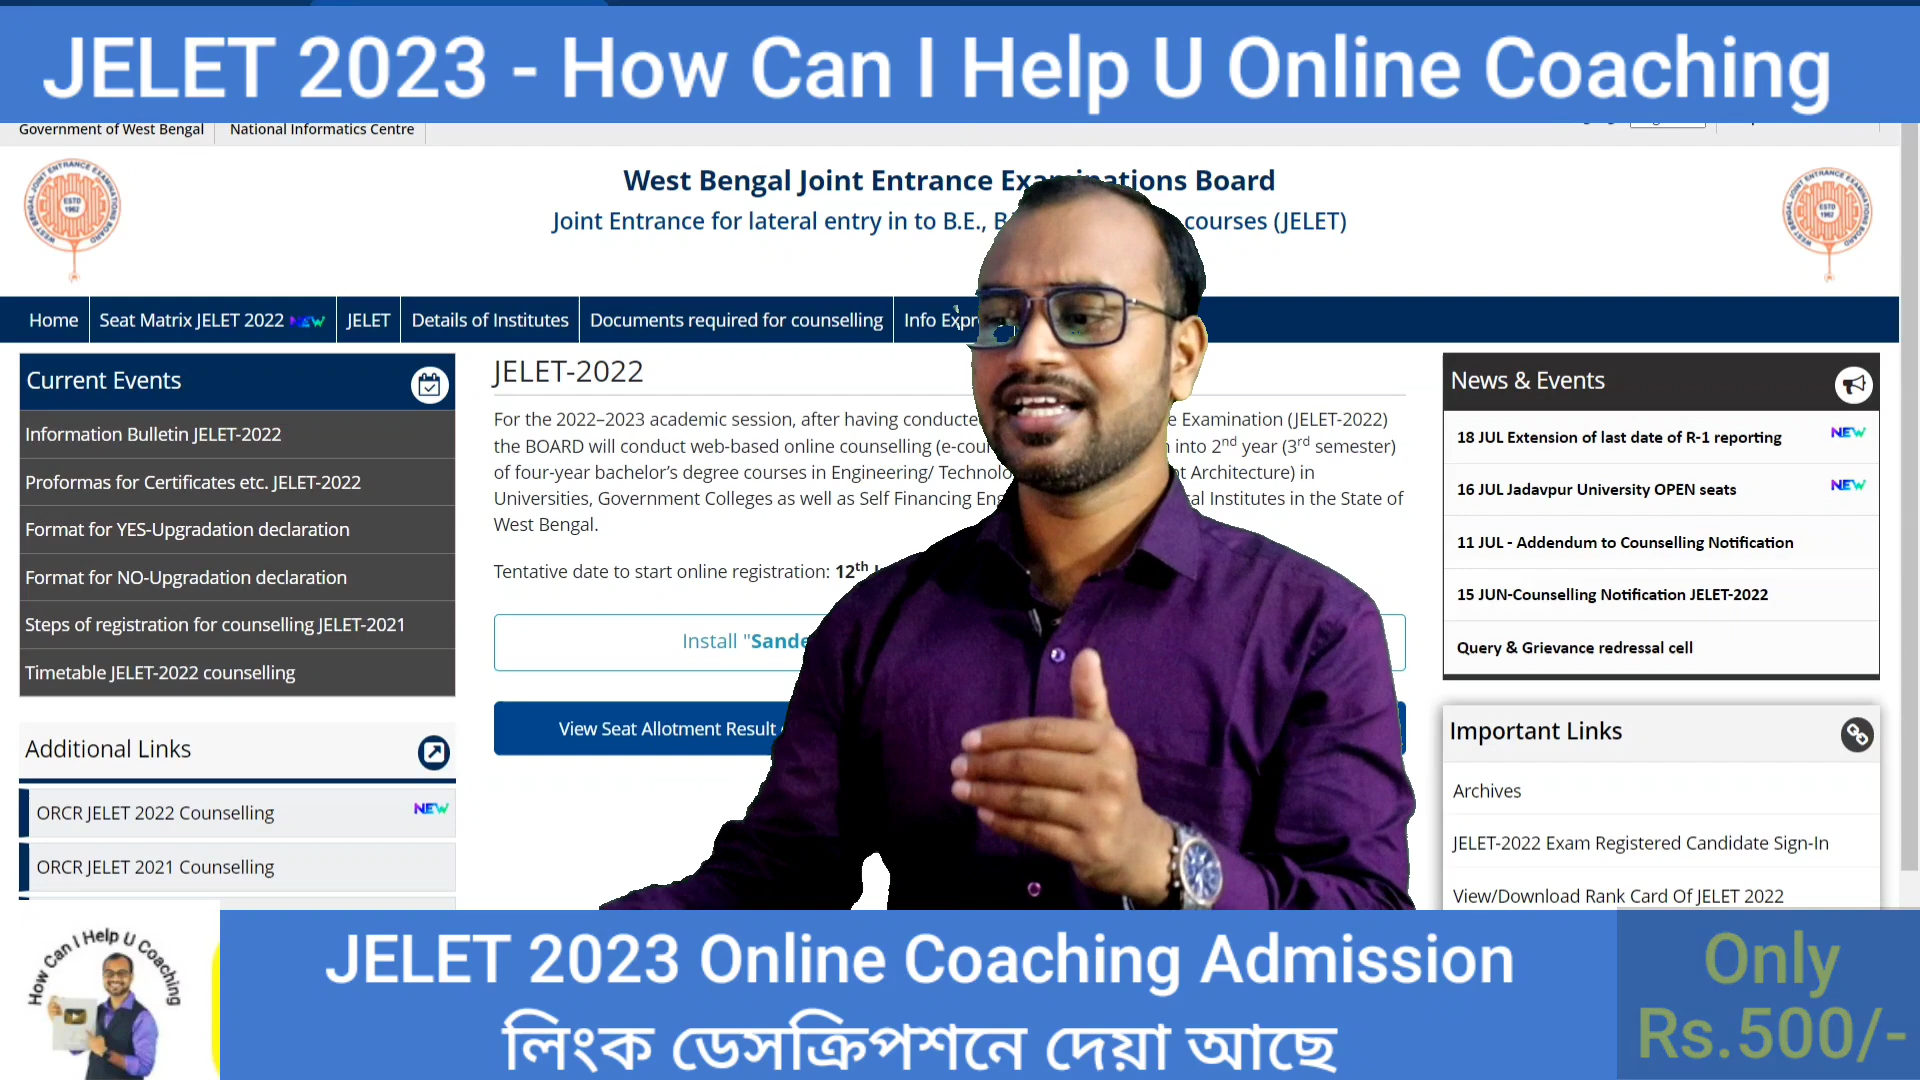 JELET 2023 - How Can I Help U Online Coaching
Government of West Bengal
National Informatics Centre
West Bengal Joint Entrance Examinations Board
Joint Entrance for lateral entry in to B.E., B courses (JELET)
Home
Seat Matrix JELET 2022 NEW
JELET
Details of Institutes
Documents required for counselling
Info Expr
Current Events
Information Bulletin JELET-2022
Proformas for Certificates etc. JELET-2022
Format for YES-Upgradation declaration
Format for NO-Upgradation declaration
Steps of registration for counselling JELET-2021
Timetable JELET-2022 counselling
Additional Links
ORCR JELET 2022 Counselling NEW
ORCR JELET 2021 Counselling
JELET-2022
For the 2022–2023 academic session, after having conducte e Examination (JELET-2022)
the BOARD will conduct web-based online counselling (e-coun into 2nd year (3rd semester)
of four-year bachelor's degree courses in Engineering/ Technolo t Architecture) in
Universities, Government Colleges as well as Self Financing Eng al Institutes in the State of
West Bengal.
Tentative date to start online registration: 12th
Install "Sande
View Seat Allotment Result
News & Events
18 JUL Extension of last date of R-1 reporting NEW
16 JUL Jadavpur University OPEN seats NEW
11 JUL - Addendum to Counselling Notification
15 JUN-Counselling Notification JELET-2022
Query & Grievance redressal cell
Important Links
Archives
JELET-2022 Exam Registered Candidate Sign-In
View/Download Rank Card Of JELET 2022
How Can I Help U Coaching
JELET 2023 Online Coaching Admission
লিংক ডেসক্রিপশনে দেয়া আছে
Only
Rs.500/-